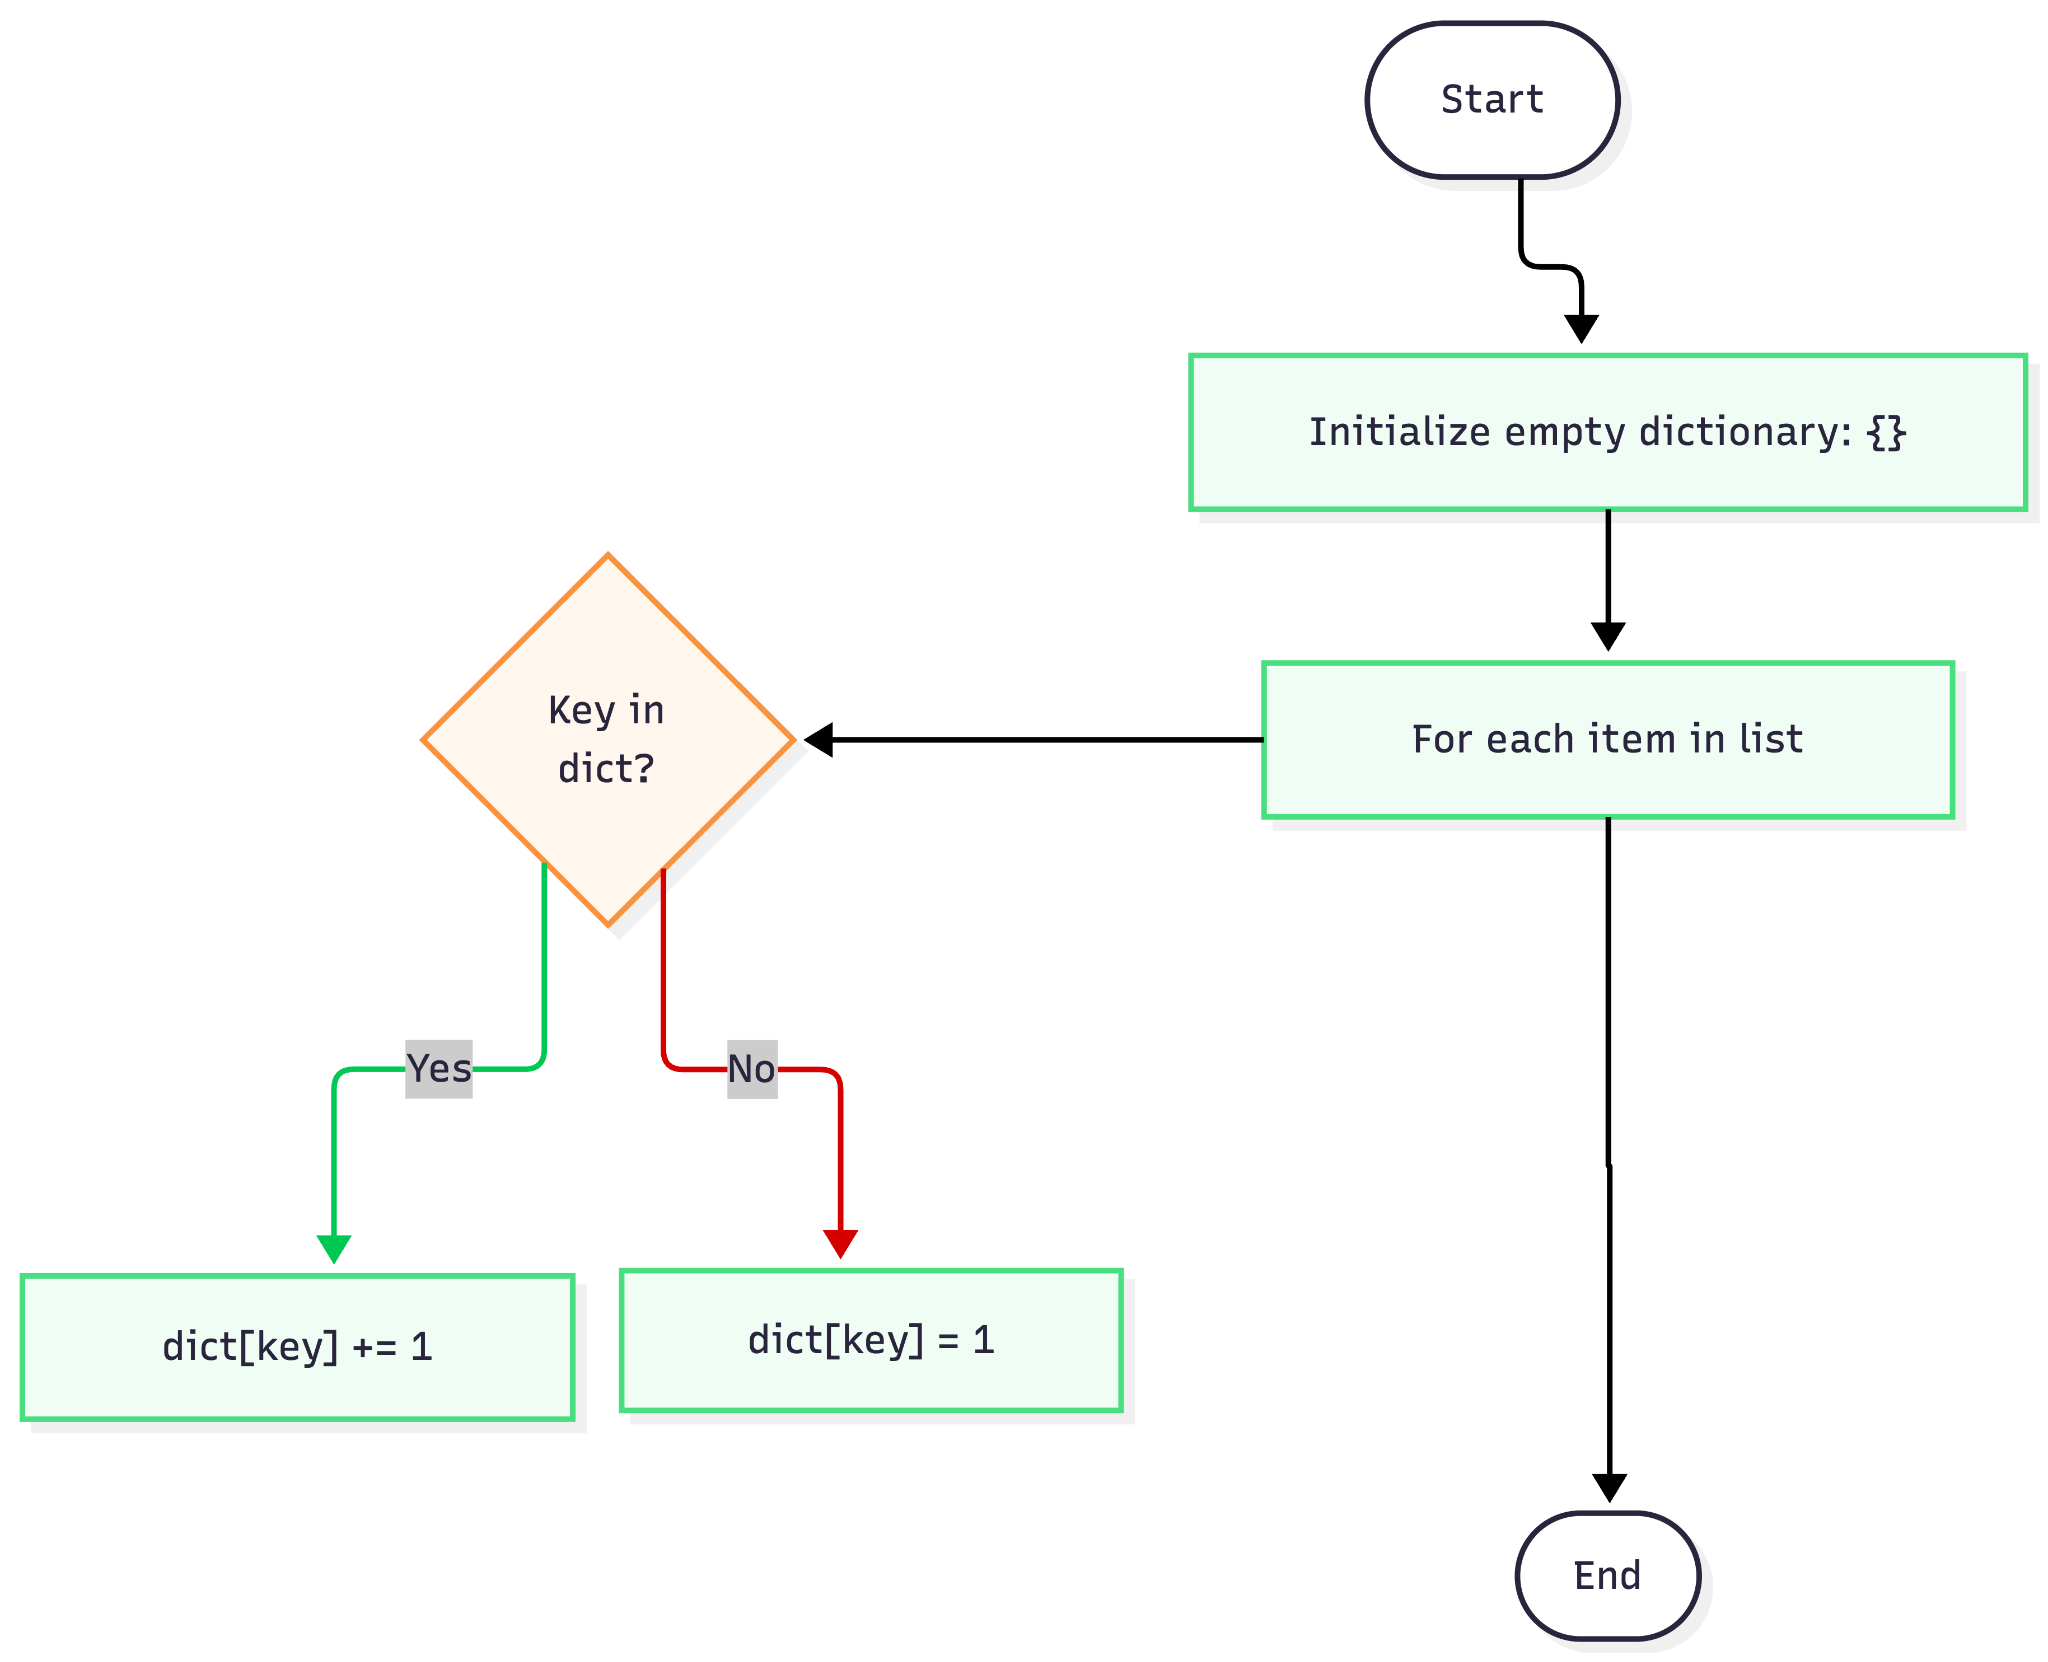 Start
Initialize empty dictionary: {}
For each item in list
Key in
dict?
Yes
No
dict[key] += 1
dict[key] = 1
End